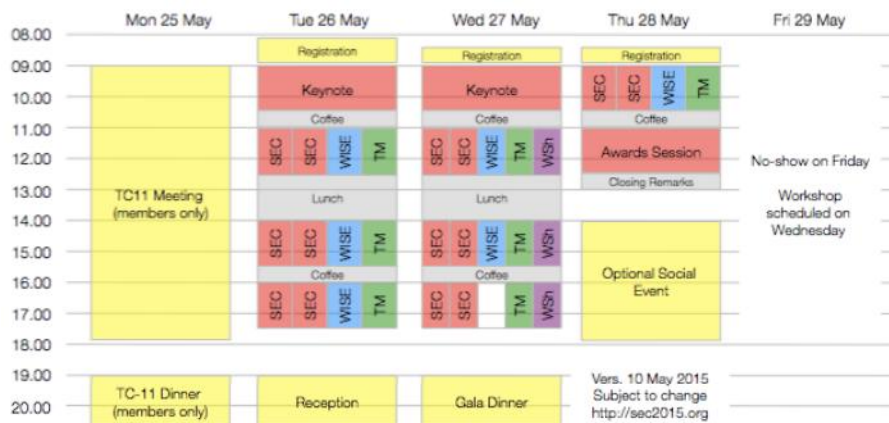 Mon 25 May
Tue 26 May
Wed 27 May
Thu 28 May
Fri 29 May
08.00
09.00
10.00
11.00
12.00
13.00
14.00
15.00
16.00
17.00
18.00
19.00
20.00
TC11 Meeting
(members only)
TC-11 Dinner
(members only)
Registration
Keynote
Coffee
SEC
SEC
WISE
TM
Lunch
SEC
SEC
WISE
TM
Coffee
SEC
SEC
WISE
TM
Reception
Registration
Keynote
Coffee
SEC
SEC
WISE
TM
WSh
Lunch
SEC
SEC
WISE
TM
WSh
Coffee
SEC
SEC
TM
WSh
Gala Dinner
Registration
SEC
SEC
WISE
TM
Coffee
Awards Session
Closing Remarks
Optional Social
Event
Vers. 10 May 2015
Subject to change
http://sec2015.org
No-show on Friday
Workshop
scheduled on
Wednesday